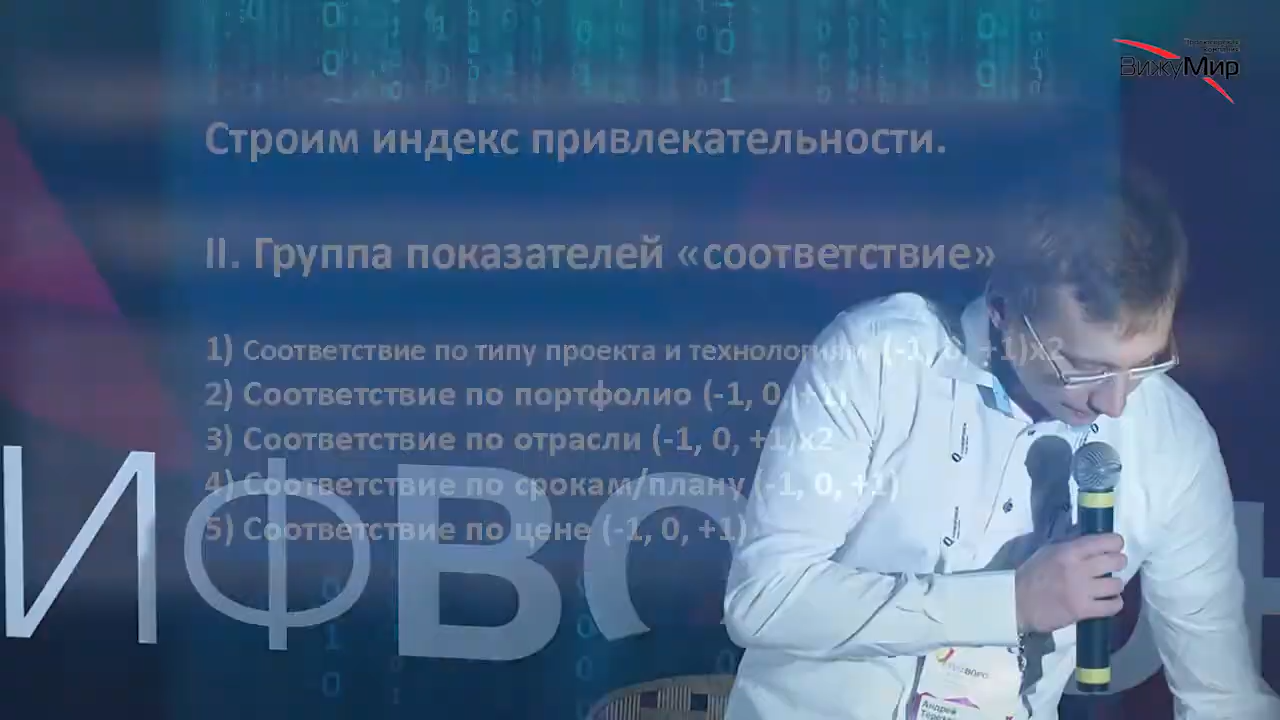 ВижуМир
Строим индекс привлекательности.
II. Группа показателей «соответствие»
1) Соответствие по типу проекта и технологиям (-1, 0, +1)x2
2) Соответствие по портфолио (-1, 0, +1)
3) Соответствие по отрасли (-1, 0, +1)x2
4) Соответствие по срокам/плану (-1, 0, +1)
5) Соответствие по цене (-1, 0, +1)
ИФВО
Андрей